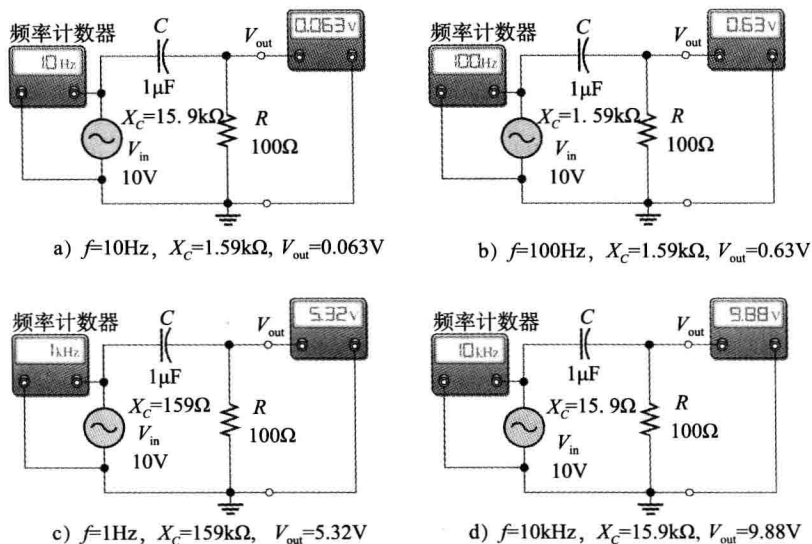 频率计数器
10Hz
C
1μF
X_C=15. 9kΩ
V_in
10V
R
100Ω
V_out
0.063V
a) f=10Hz, X_C=1.59kΩ, V_out=0.063V
频率计数器
100Hz
C
1μF
X_C=1. 59kΩ
V_in
10V
R
100Ω
V_out
0.63V
b) f=100Hz, X_C=1.59kΩ, V_out=0.63V
频率计数器
1kHz
C
1μF
X_C=159Ω
V_in
10V
R
100Ω
V_out
5.32V
c) f=1Hz, X_C=159kΩ, V_out=5.32V
频率计数器
10kHz
C
1μF
X_C=15. 9Ω
V_in
10V
R
100Ω
V_out
9.88V
d) f=10kHz, X_C=15.9kΩ, V_out=9.88V